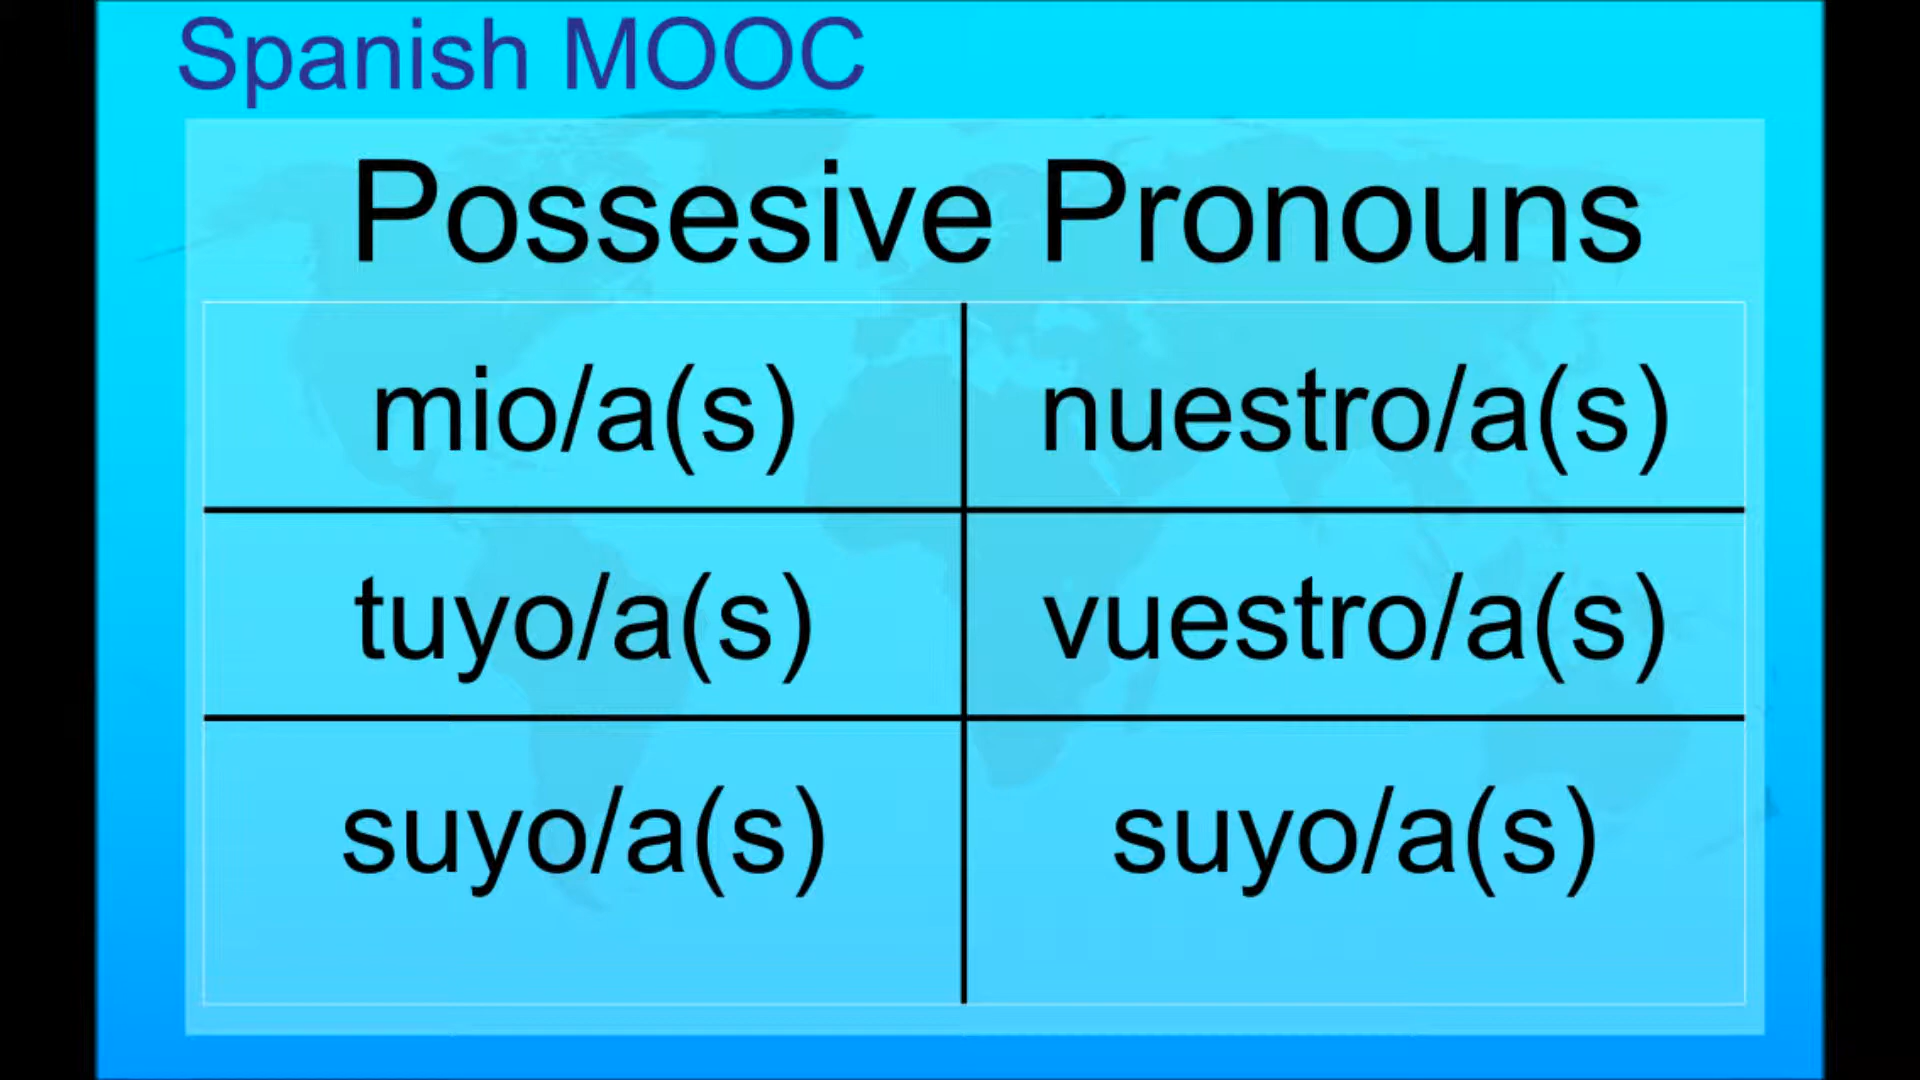 Spanish MOOC
Possesive Pronouns
mio/a(s) nuestro/a(s)
tuyo/a(s) vuestro/a(s)
suyo/a(s) suyo/a(s)